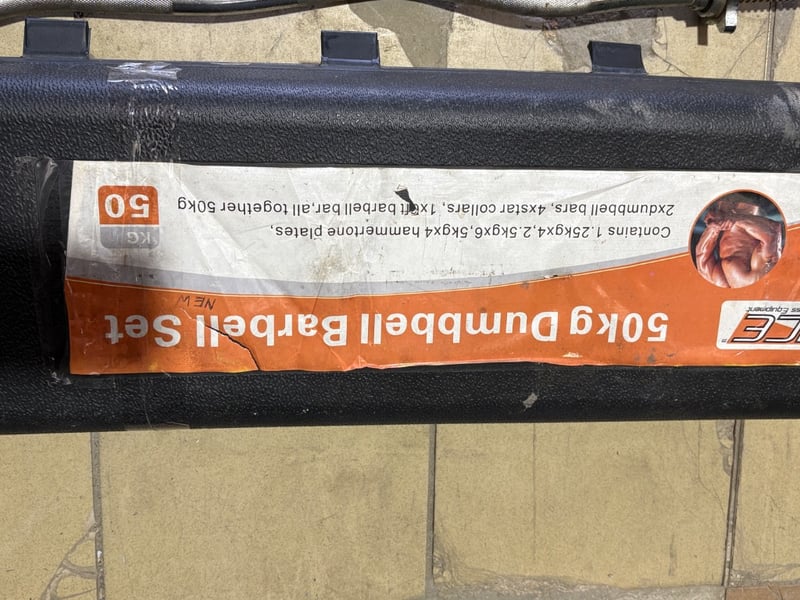 50kg Dumbbell Barbell Set
NEW
Contains 1.25kgx4,2.5kgx6,5kgx4 hammertone plates,
2xdumbbell bars, 4xstar collars, 1x5ft barbell bar,all together 50kg
KG
50